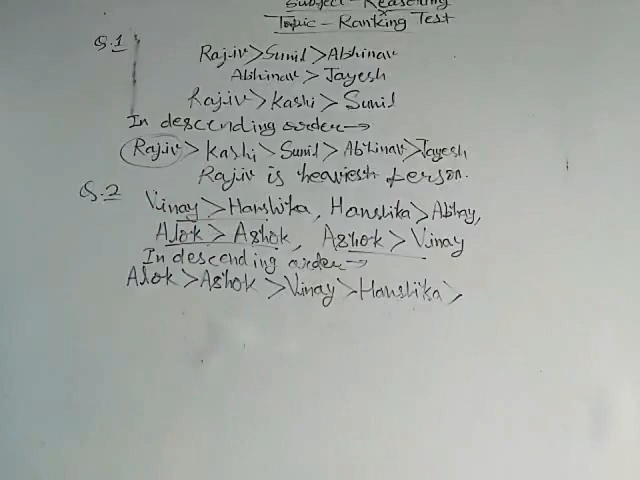 Subject - Reasoning
Topic - Ranking Test
Q.1
Rajiv > Sunil > Abhinav
Abhinav > Jayesh
Rajiv > Kashi > Sunil
In descending order →
Rajiv > Kashi > Sunil > Abhinav > Jayesh
Rajiv is heaviest person.
Q.2
Vinay > Hanshika, Hanshika > Abhay,
Alok > Ashok, Ashok > Vinay
In descending order →
Alok > Ashok > Vinay > Hanshika >